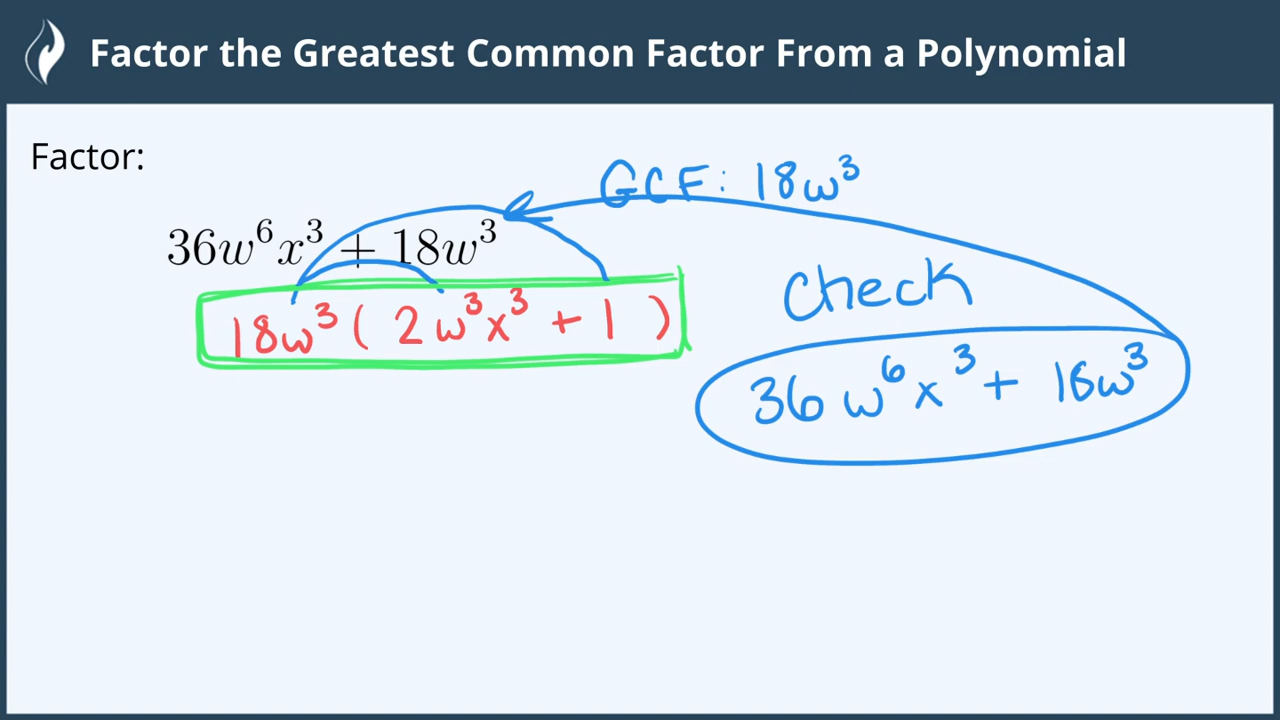 Factor the Greatest Common Factor From a Polynomial
Factor:
GCF: 18w³
36w⁶x³ + 18w³
18w³( 2w³x³ + 1 )
Check
36w⁶x³ + 18w³